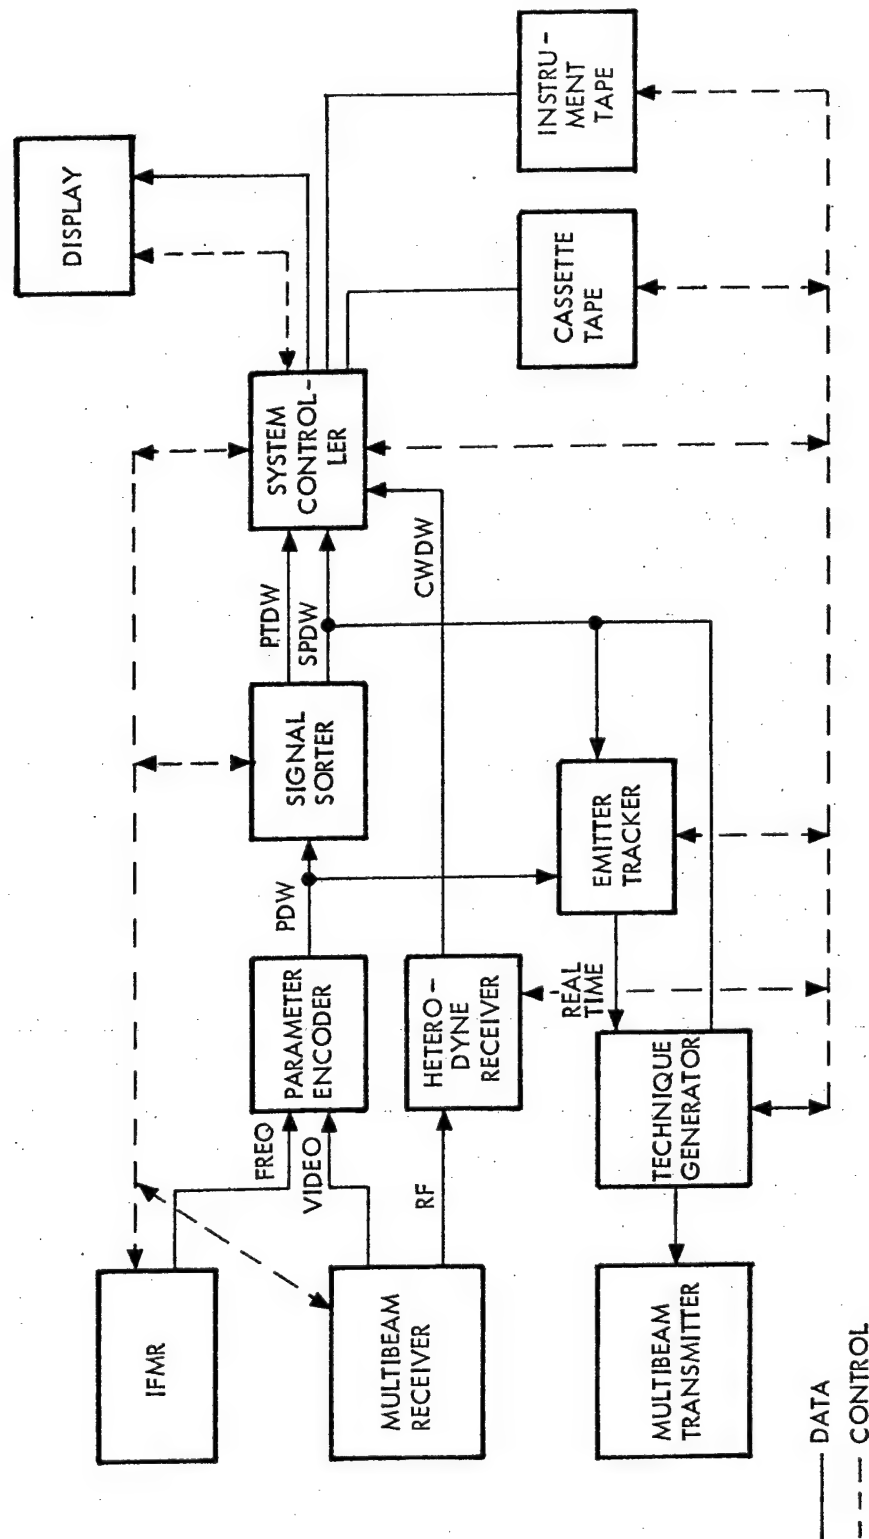 IFMR
MULTIBEAM
RECEIVER
MULTIBEAM
TRANSMITTER
FREQ
VIDEO
RF
PARAMETER
ENCODER
HETERO-
DYNE
RECEIVER
TECHNIQUE
GENERATOR
PDW
REAL
TIME
SIGNAL
SORTER
EMITTER
TRACKER
PTDW
SPDW
CWDW
SYSTEM
CONTROL-
LER
DISPLAY
CASSETTE
TAPE
INSTRU-
MENT
TAPE
DATA
CONTROL